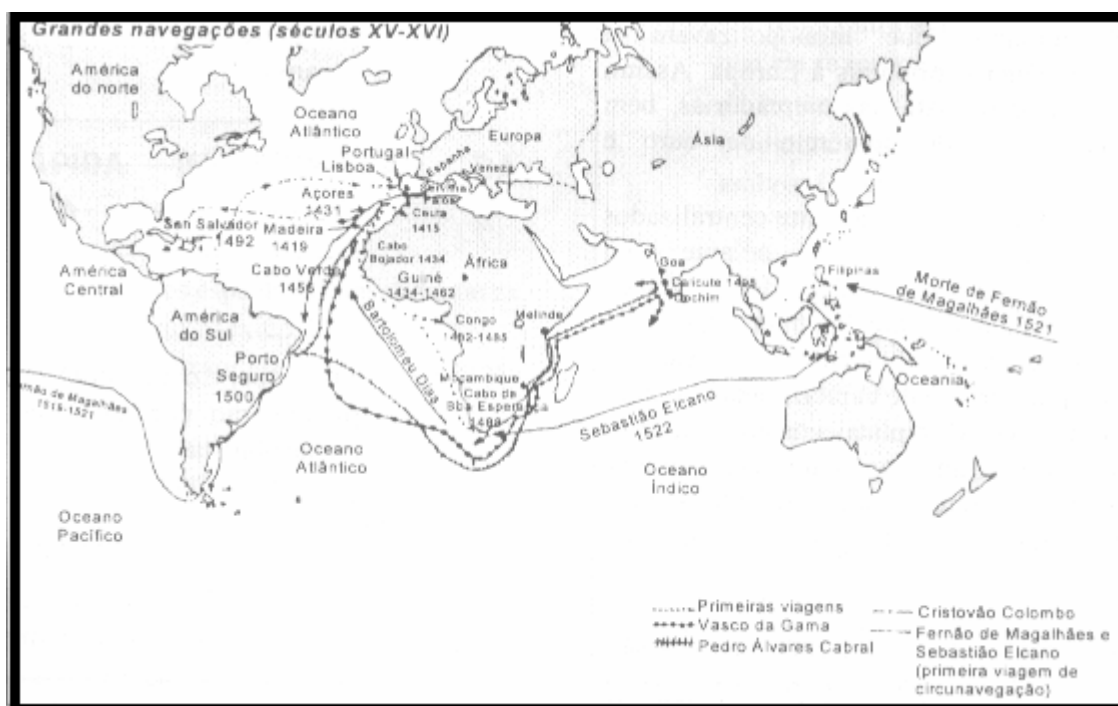 Grandes navegações (séculos XV-XVI)
América
do norte
Oceano
Atlântico
Europa
Ásia
Portugal
Lisboa
Espanha
Veneza
Açores
1431
Ceuta
1415
San Salvador
1492
Madeira
1419
Cabo
Bojador 1434
Cabo Verde
1456
Guiné
1434-1462
África
América
Central
América
do Sul
Goa
Calicute 1498
Cochim
Filipinas
Morte de Fernão
de Magalhães 1521
Melinde
Congo
1482-1485
Bartolomeu Dias
Porto
Seguro
1500
Moçambique
Cabo de
Boa Esperança
1488
Fernão de Magalhães
1519-1521
Sebastião Elcano
1522
Oceania
Oceano
Atlântico
Oceano
Índico
Oceano
Pacífico
Primeiras viagens
Vasco da Gama
Pedro Álvares Cabral
Cristovão Colombo
Fernão de Magalhães e
Sebastião Elcano
(primeira viagem de
circunavegação)